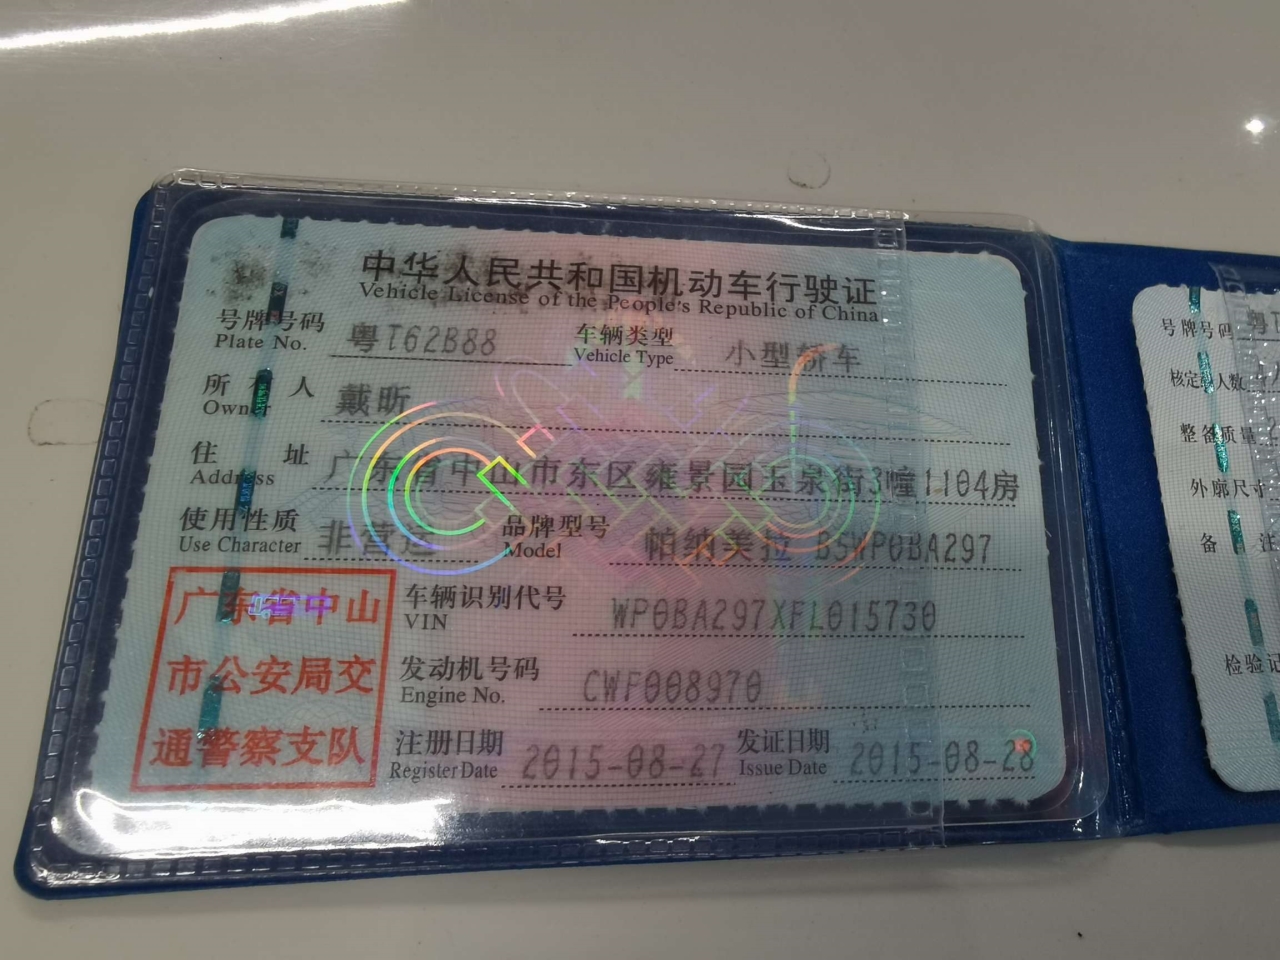 中华人民共和国机动车行驶证
Vehicle License of the People's Republic of China
号牌号码 粤T62B88 车辆类型 小型轿车
Plate No. Vehicle Type
所有人 戴昕
Owner
住址 广东省中山市东区雍景园玉泉街3幢1104房
Address
使用性质 非营运 品牌型号 帕纳美拉 BSWP0BA297
Use Character Model
广东省中山
市公安局交
通警察支队
车辆识别代号 WP0BA297XFL015730
VIN
发动机号码 CWF008970
Engine No.
注册日期 2015-08-27 发证日期 2015-08-28
Register Date Issue Date
号牌号码 粤T
核定载人数
整备质量
外廓尺寸
备注
检验记